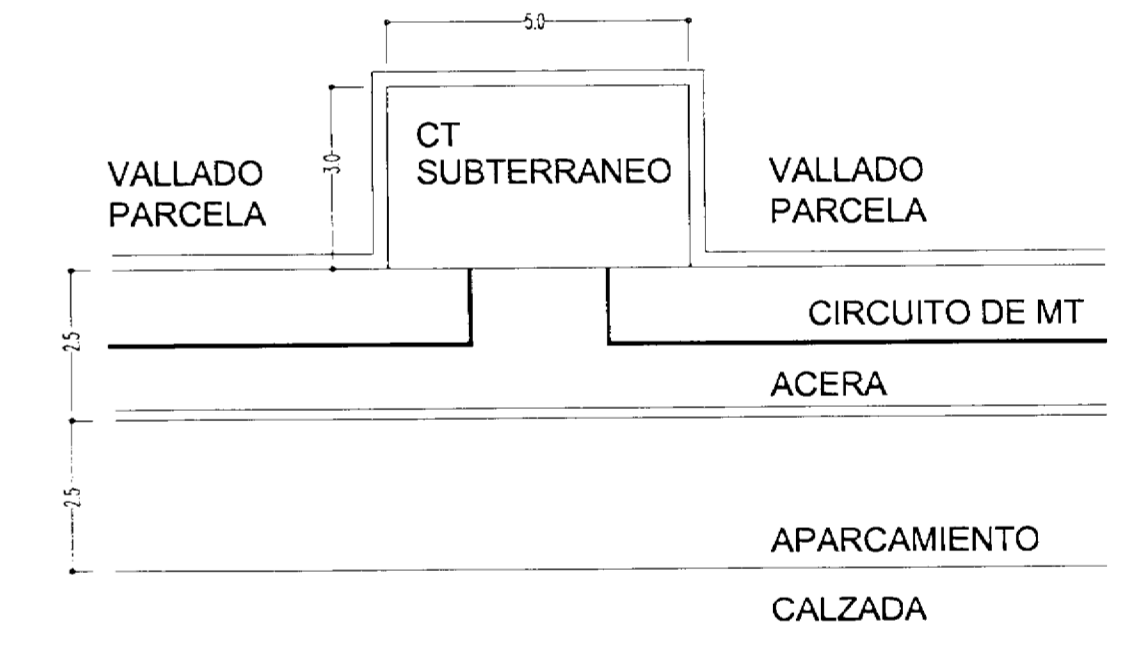 5.0
CT
SUBTERRANEO
3.0
VALLADO
PARCELA
VALLADO
PARCELA
CIRCUITO DE MT
2.5
ACERA
2.5
APARCAMIENTO
CALZADA